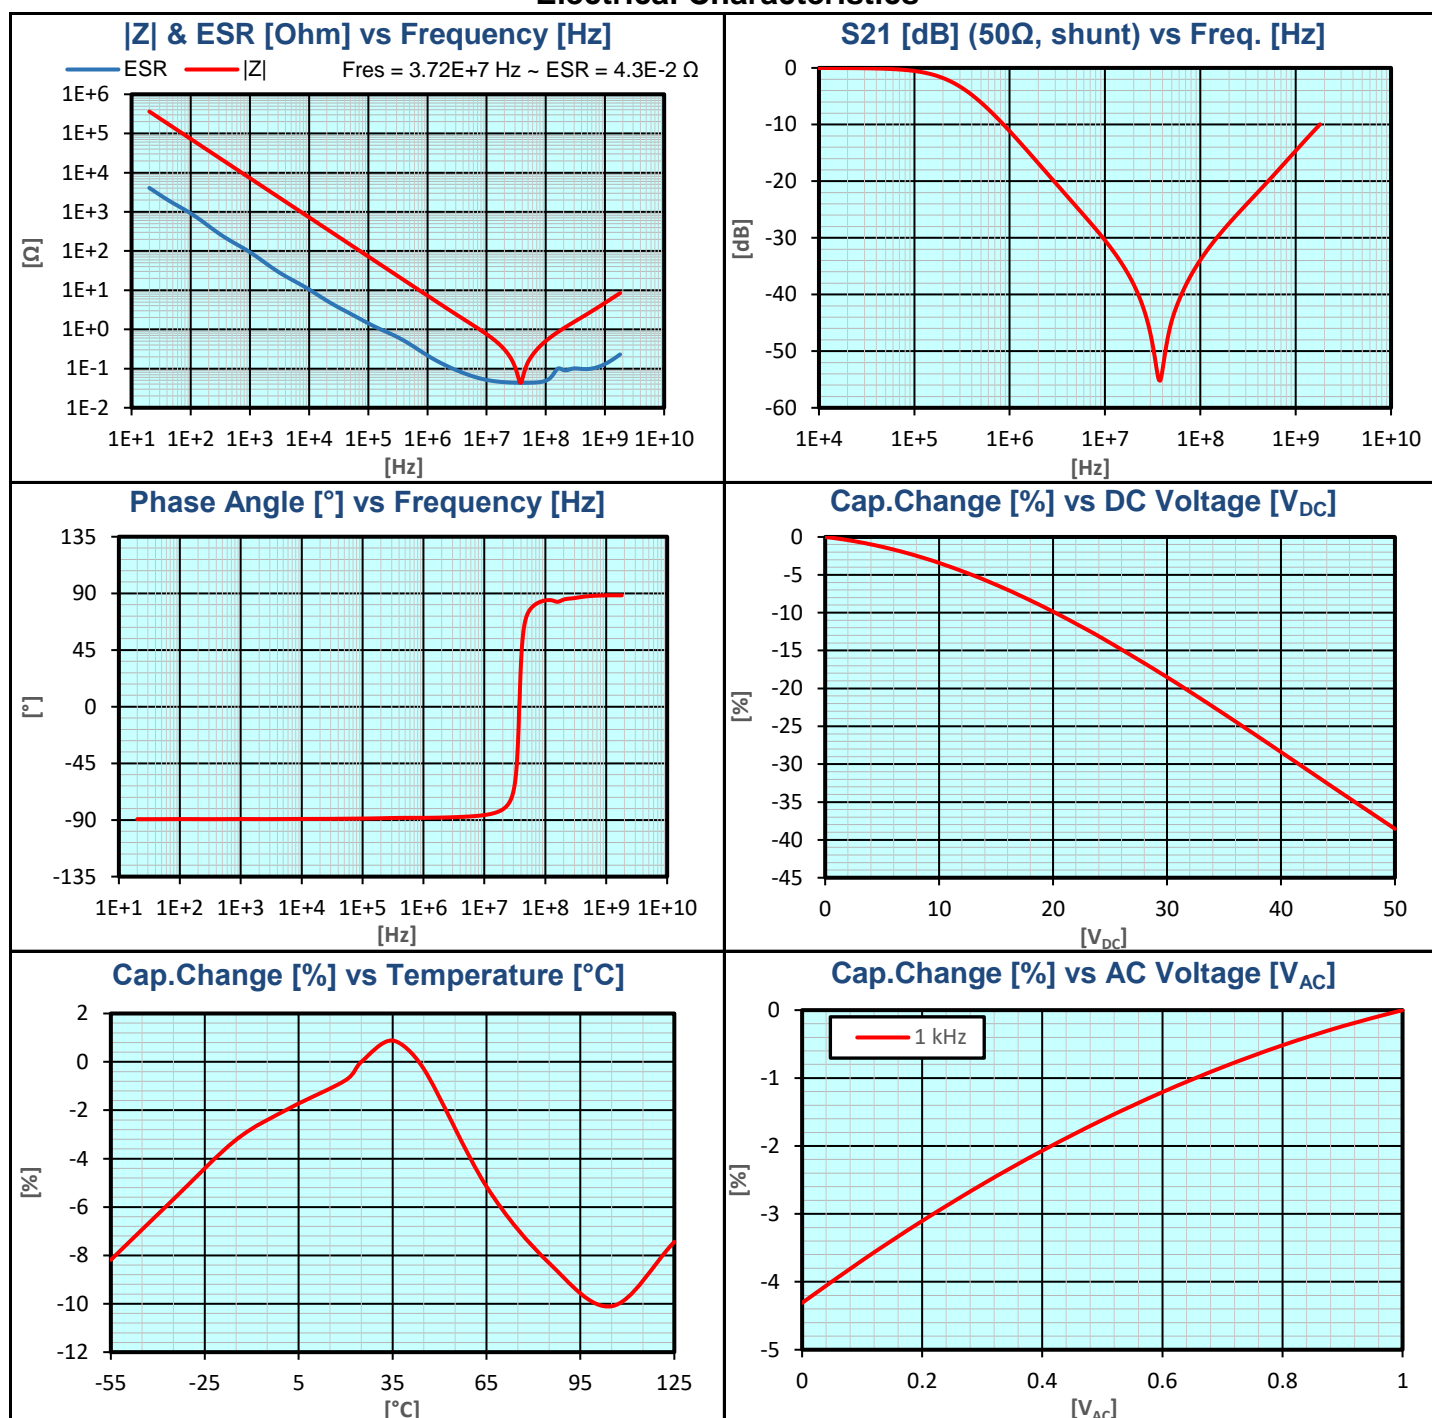 Electrical Characteristics
|Z| & ESR [Ohm] vs Frequency [Hz]
ESR
|Z|
Fres = 3.72E+7 Hz ~ ESR = 4.3E-2 Ω
1E+6
1E+5
1E+4
1E+3
1E+2
1E+1
1E+0
1E-1
1E-2
[Ω]
1E+1 1E+2 1E+3 1E+4 1E+5 1E+6 1E+7 1E+8 1E+9 1E+10
[Hz]
S21 [dB] (50Ω, shunt) vs Freq. [Hz]
0
-10
-20
-30
-40
-50
-60
[dB]
1E+4 1E+5 1E+6 1E+7 1E+8 1E+9 1E+10
[Hz]
Phase Angle [°] vs Frequency [Hz]
135
90
45
0
-45
-90
-135
[°]
1E+1 1E+2 1E+3 1E+4 1E+5 1E+6 1E+7 1E+8 1E+9 1E+10
[Hz]
Cap.Change [%] vs DC Voltage [VDC]
0
-5
-10
-15
-20
-25
-30
-35
-40
-45
[%]
0 10 20 30 40 50
[VDC]
Cap.Change [%] vs Temperature [°C]
2
0
-2
-4
-6
-8
-10
-12
[%]
-55 -25 5 35 65 95 125
[°C]
Cap.Change [%] vs AC Voltage [VAC]
1 kHz
0
-1
-2
-3
-4
-5
[%]
0 0.2 0.4 0.6 0.8 1
[VAC]